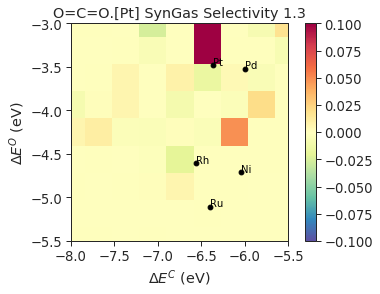 O=C=O.[Pt] SynGas Selectivity 1.3
ΔE^O (eV)
−3.0
−3.5
−4.0
−4.5
−5.0
−5.5
Pt
Pd
Rh
Ni
Ru
−8.0 −7.5 −7.0 −6.5 −6.0 −5.5
ΔE^C (eV)
0.100
0.075
0.050
0.025
0.000
−0.025
−0.050
−0.075
−0.100